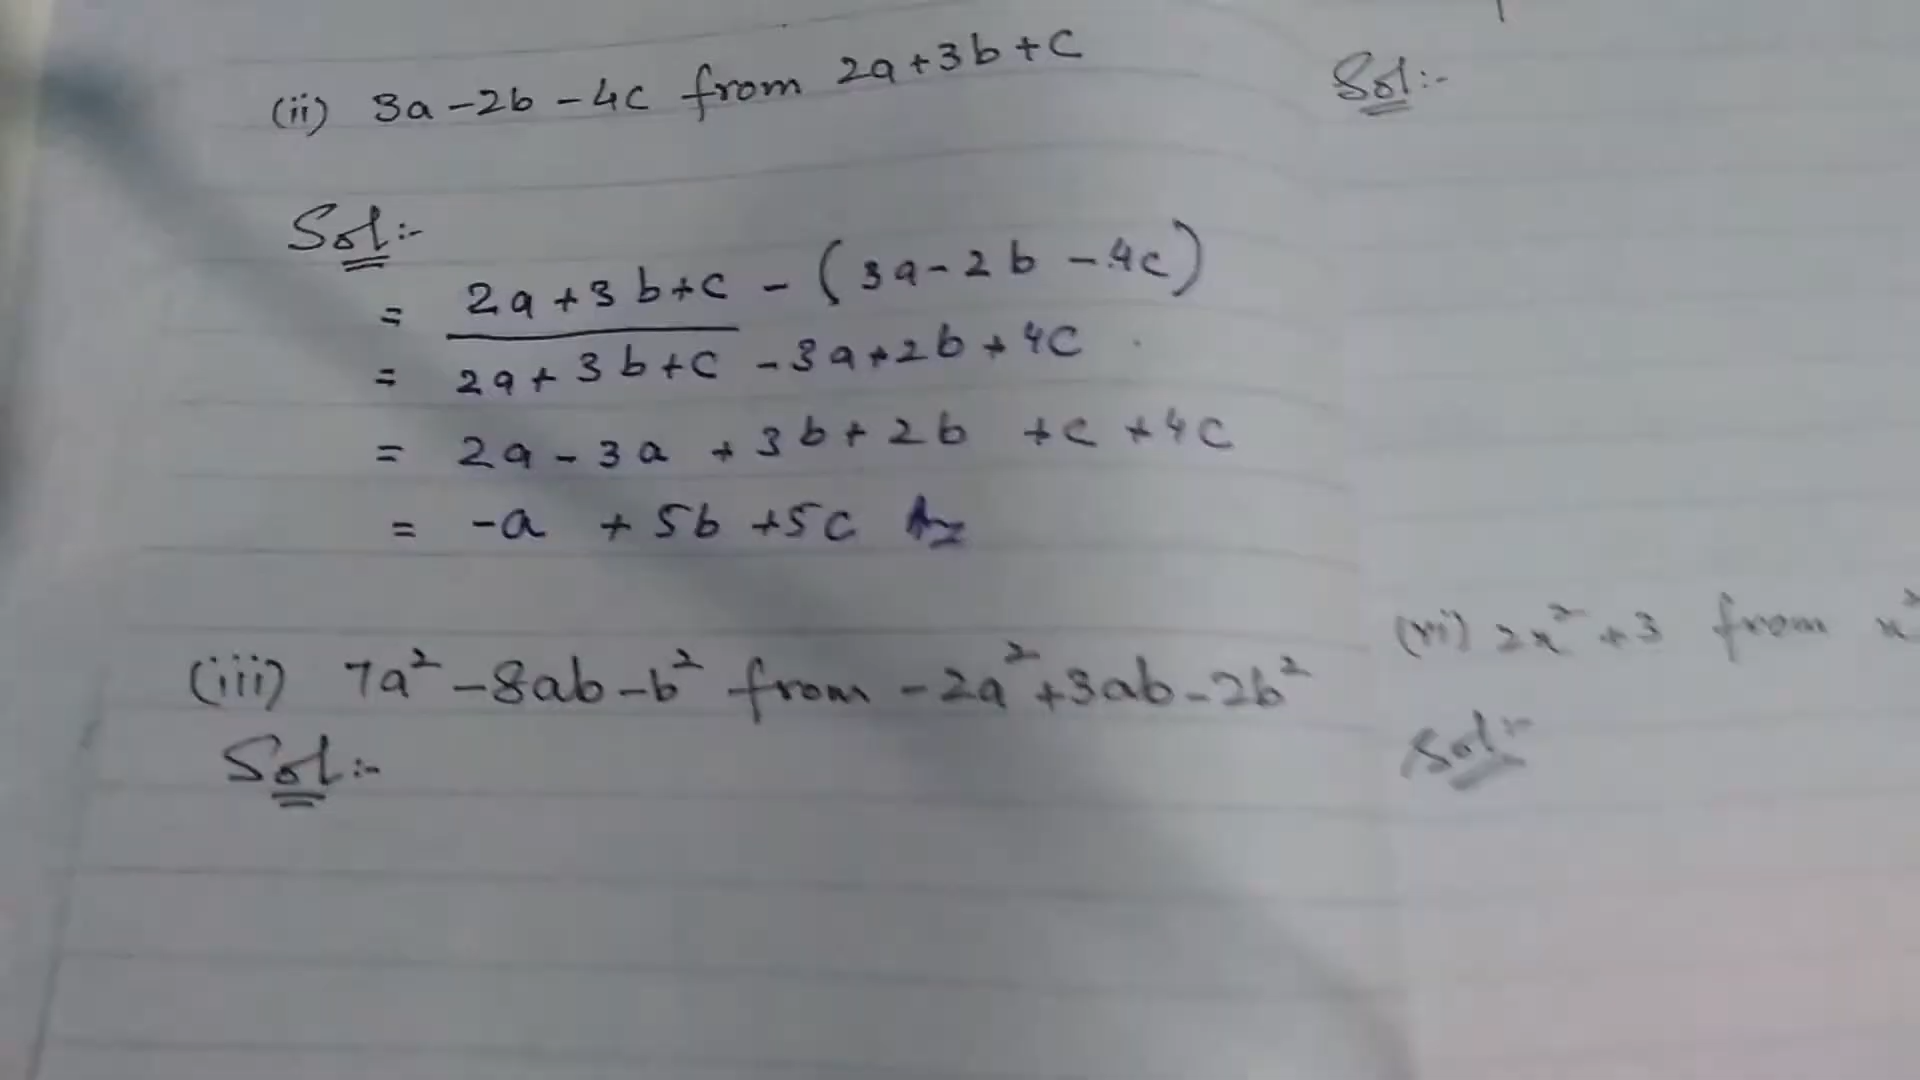 (ii) 3a - 2b - 4c from 2a + 3b + c
Sol:-
= 2a + 3b + c - (3a - 2b - 4c)
= 2a + 3b + c - 3a + 2b + 4c
= 2a - 3a + 3b + 2b + c + 4c
= -a + 5b + 5c
(iii) 7a² - 8ab - b² from -2a² + 3ab - 2b²
Sol:-
Sol:-
(vi) 2x² + 3 from
Sol:-